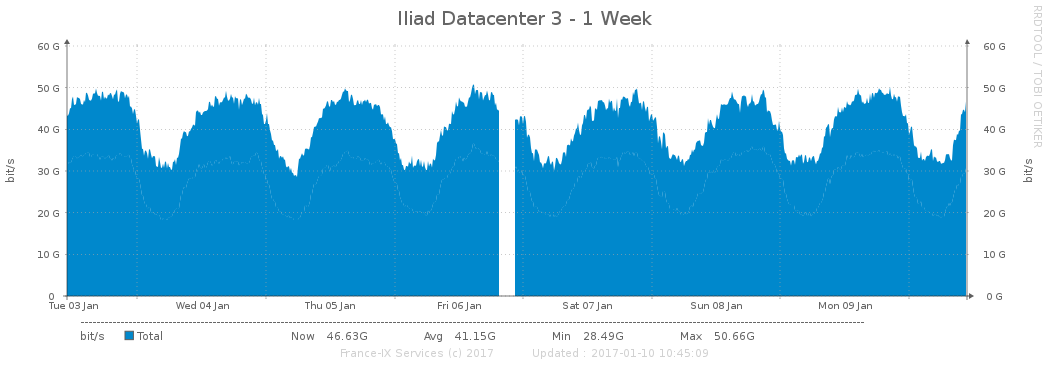 Iliad Datacenter 3 - 1 Week
RRDTOOL / TOBI OETIKER
60 G 60 G
50 G 50 G
40 G 40 G
30 G 30 G
20 G 20 G
10 G 10 G
0 0 G
bit/s bit/s
Tue 03 Jan Wed 04 Jan Thu 05 Jan Fri 06 Jan Sat 07 Jan Sun 08 Jan Mon 09 Jan
bit/s Total Now 46.63G Avg 41.15G Min 28.49G Max 50.66G
France-IX Services (c) 2017 Updated : 2017-01-10 10:45:09